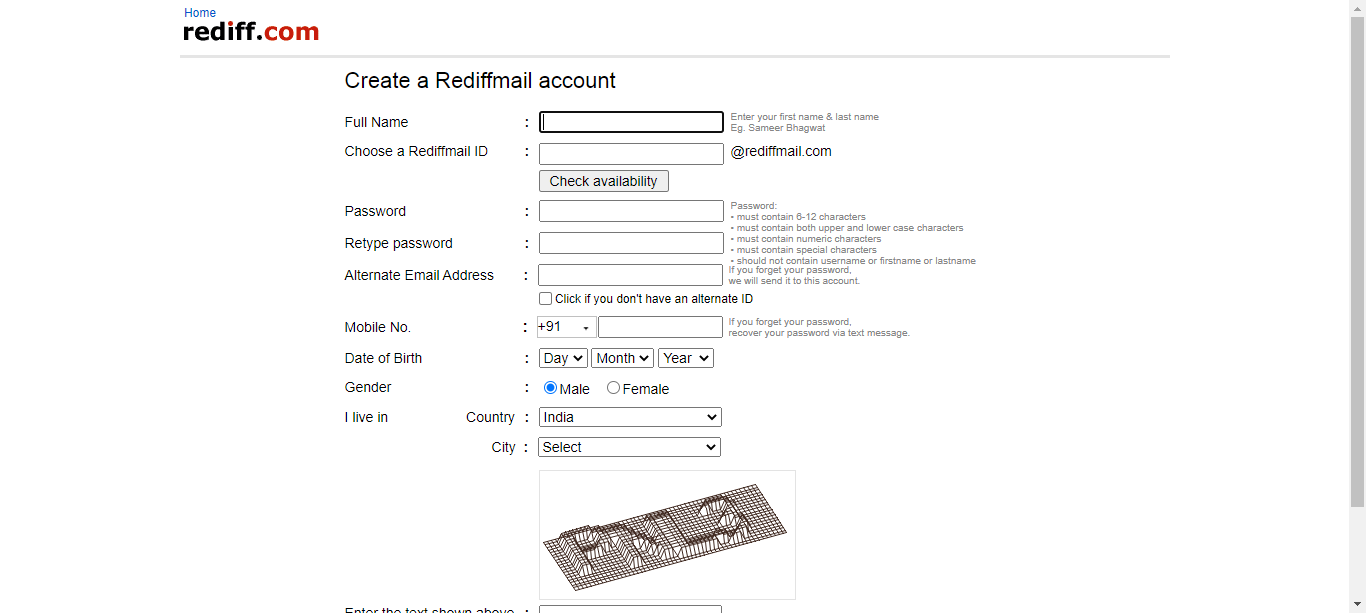 Home
rediff.com
Create a Rediffmail account
Full Name :
Enter your first name & last name
Eg. Sameer Bhagwat
Choose a Rediffmail ID : @rediffmail.com
Check availability
Password :
Password:
• must contain 6-12 characters
• must contain both upper and lower case characters
• must contain numeric characters
• must contain special characters
• should not contain username or firstname or lastname
Retype password :
Alternate Email Address :
If you forget your password,
we will send it to this account.
Click if you don't have an alternate ID
Mobile No. : +91
If you forget your password,
recover your password via text message.
Date of Birth : Day Month Year
Gender : Male Female
I live in Country : India
City : Select
Enter the text shown above :